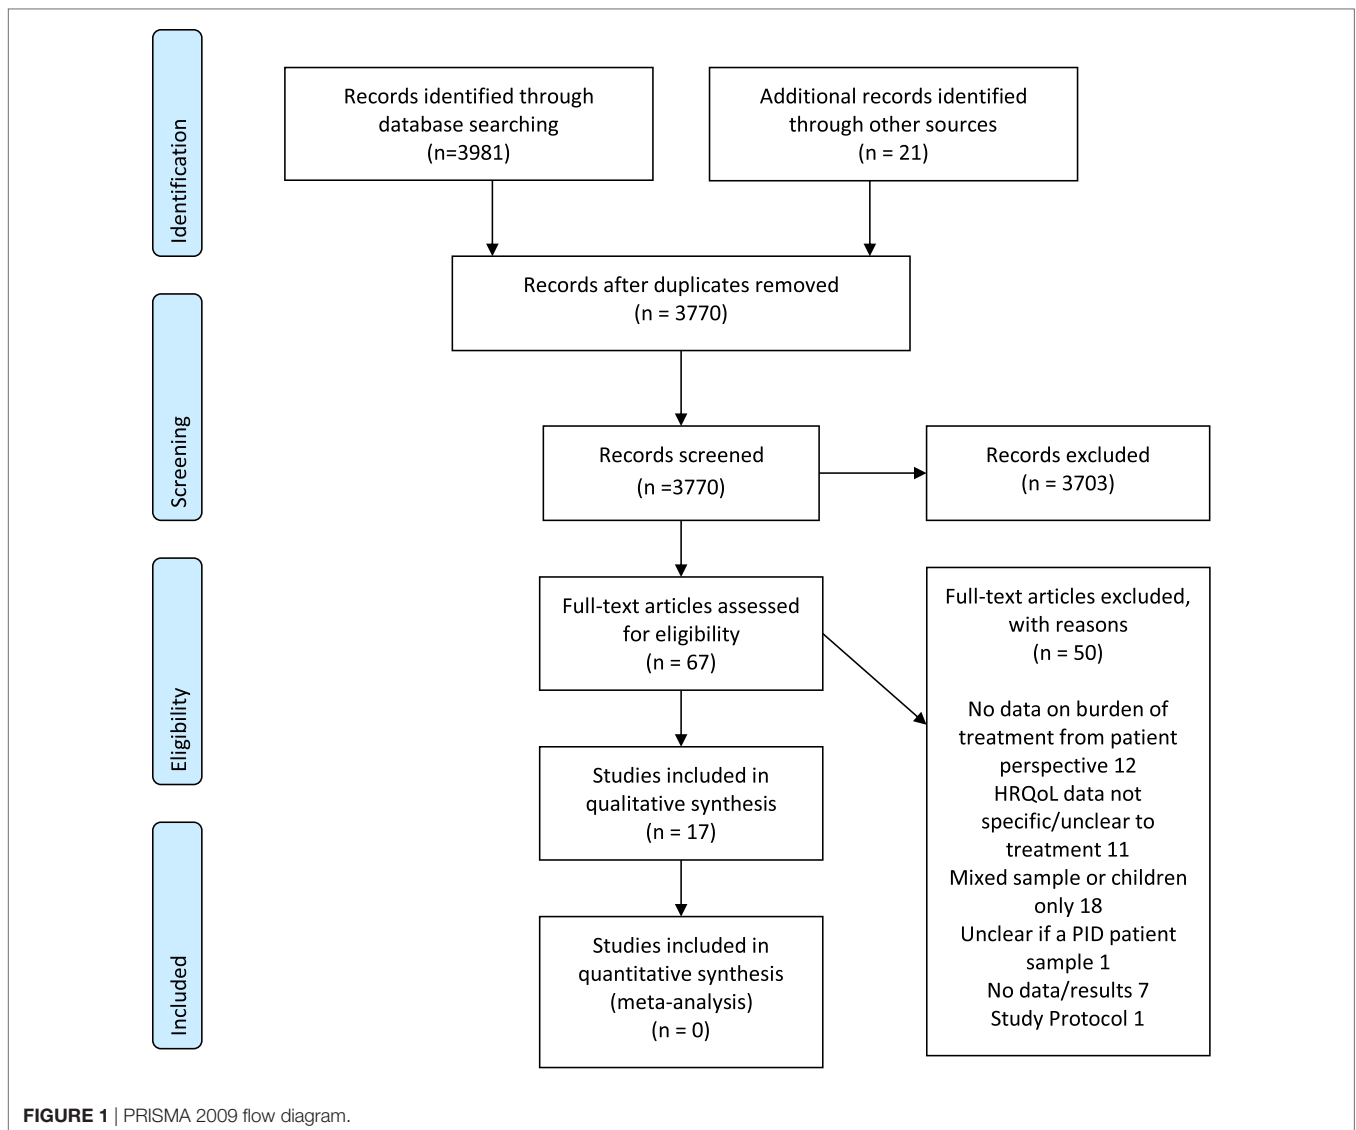 Identification
Records identified through
database searching
(n=3981)
Additional records identified
through other sources
(n = 21)
Records after duplicates removed
(n = 3770)
Screening
Records screened
(n =3770)
Records excluded
(n = 3703)
Eligibility
Full-text articles assessed
for eligibility
(n = 67)
Full-text articles excluded,
with reasons
(n = 50)
No data on burden of
treatment from patient
perspective 12
HRQoL data not
specific/unclear to
treatment 11
Mixed sample or children
only 18
Unclear if a PID patient
sample 1
No data/results 7
Study Protocol 1
Studies included in
qualitative synthesis
(n = 17)
Included
Studies included in
quantitative synthesis
(meta-analysis)
(n = 0)
FIGURE 1 | PRISMA 2009 flow diagram.